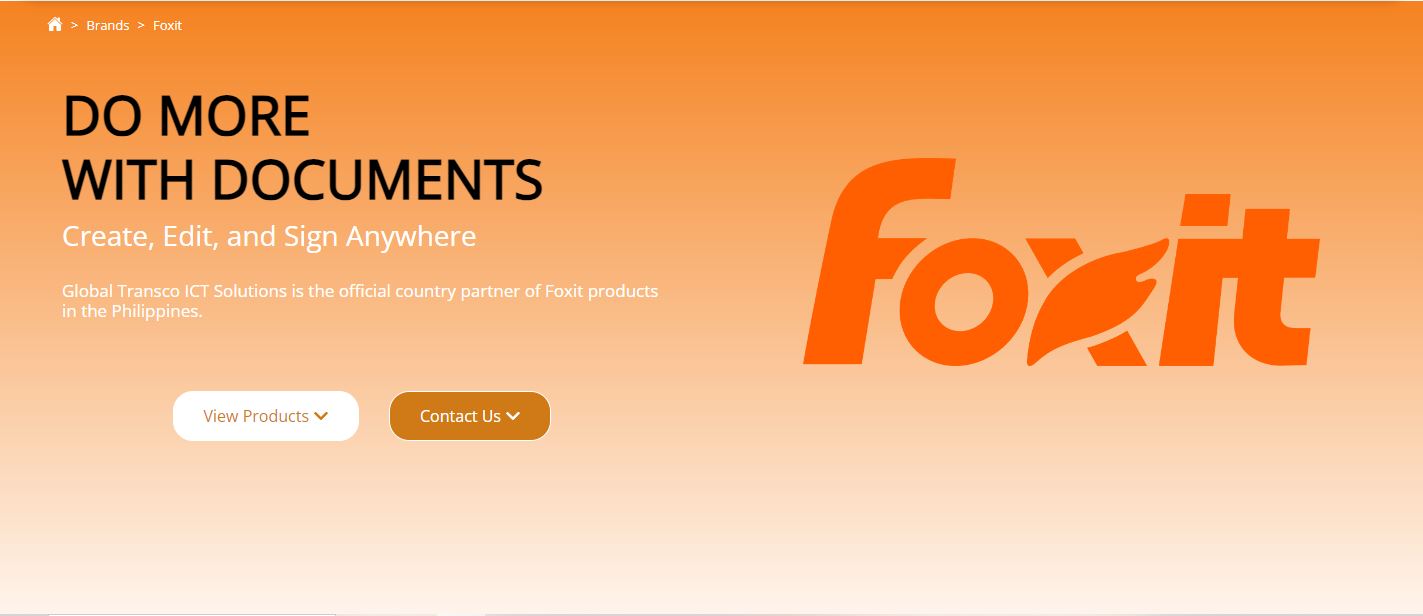 > Brands > Foxit
DO MORE
WITH DOCUMENTS
Create, Edit, and Sign Anywhere
Global Transco ICT Solutions is the official country partner of Foxit products
in the Philippines.
foxit
View Products
Contact Us